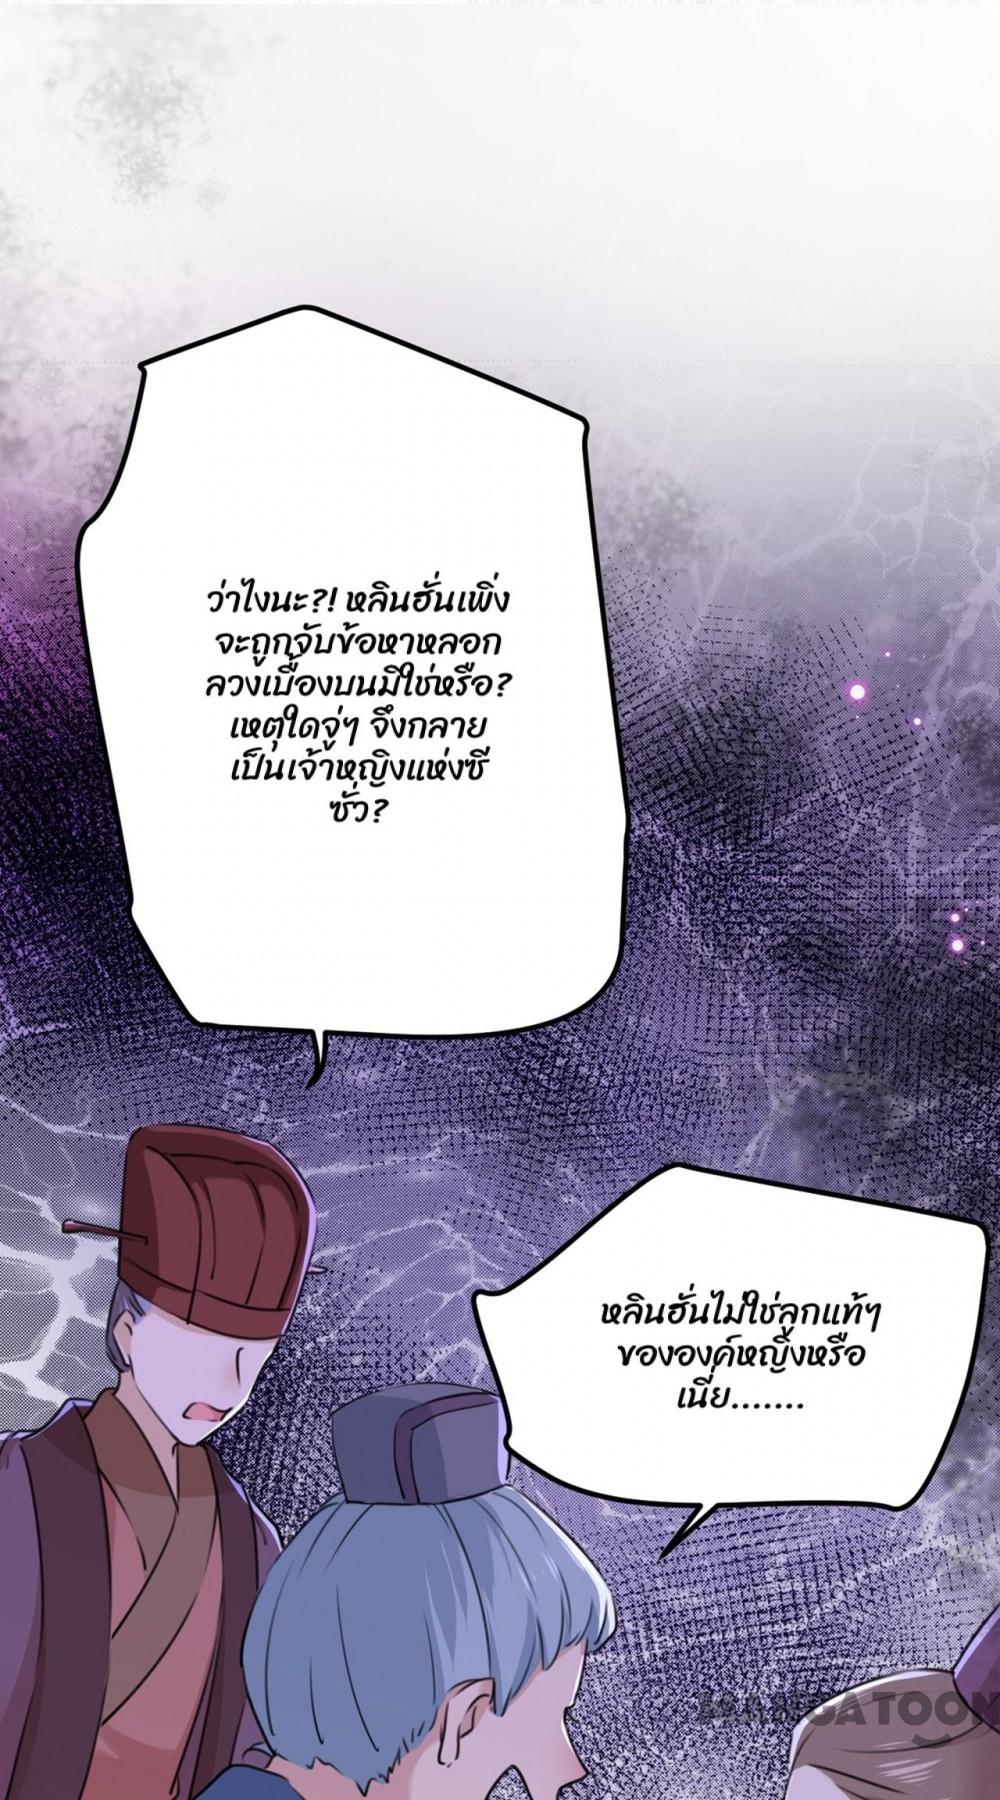 ว่าไงนะ?! หลินฮั่นเพิ่ง
จะถูกจับข้อหาหลอก
ลวงเบื้องบนมิใช่หรือ?
เหตุใดจู่ๆ จึงกลาย
เป็นเจ้าหญิงแห่งซี
ซั่ว?
หลินฮั่นไม่ใช่ลูกแท้ๆ
ขององค์หญิงหรือ
เนี่ย.......
MANGATOON